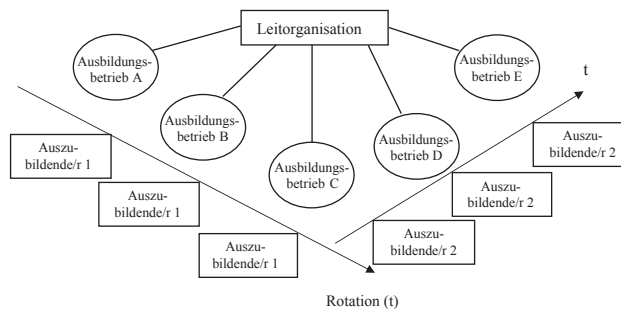 Leitorganisation
Ausbildungs-
betrieb A
Ausbildungs-
betrieb B
Ausbildungs-
betrieb C
Ausbildungs-
betrieb D
Ausbildungs-
betrieb E
t
Auszu-
bildende/r 1
Auszu-
bildende/r 1
Auszu-
bildende/r 1
Auszu-
bildende/r 2
Auszu-
bildende/r 2
Auszu-
bildende/r 2
Rotation (t)